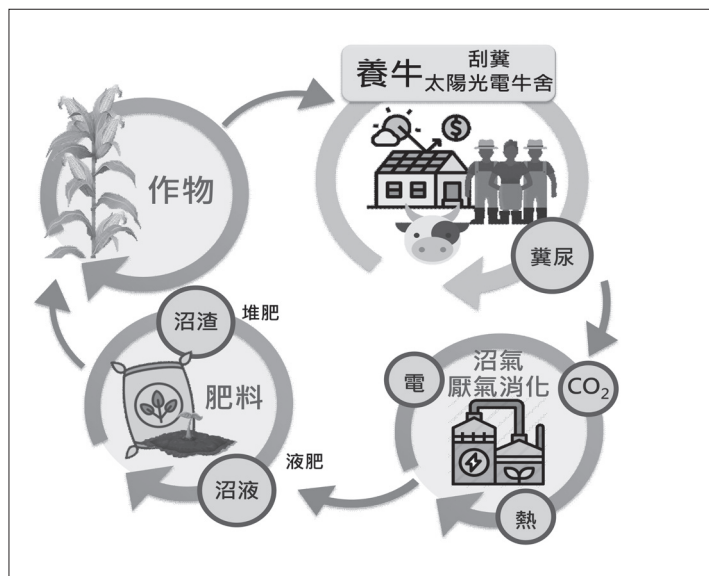 養牛
刮糞
太陽光電牛舍
$
糞尿
作物
沼渣
堆肥
肥料
液肥
沼液
沼氣
厭氧消化
電
CO₂
熱